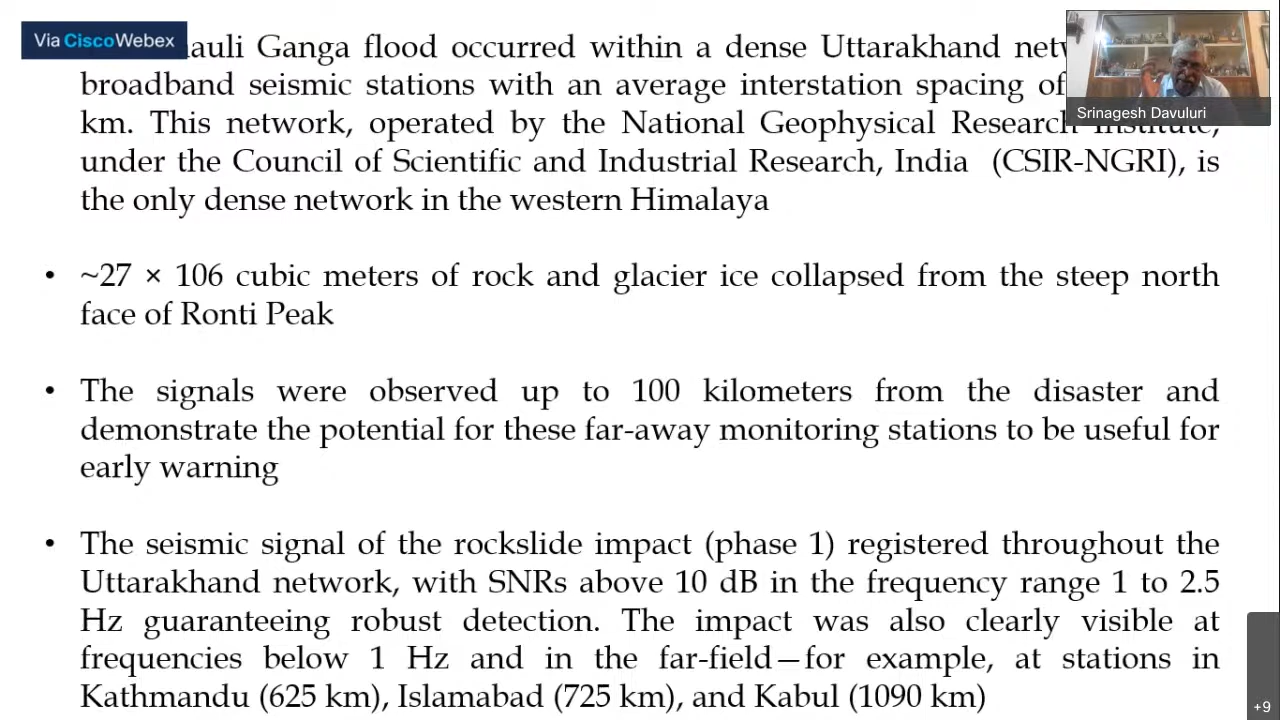 Via Cisco Webex
Ganga flood occurred within a dense Uttarakhand
broadband seismic stations with an average interstation spacing of
Srinagesh Davuluri
km. This network, operated by the National Geophysical Research Institute,
under the Council of Scientific and Industrial Research, India (CSIR-NGRI), is
the only dense network in the western Himalaya
• ~27 × 106 cubic meters of rock and glacier ice collapsed from the steep north
face of Ronti Peak
• The signals were observed up to 100 kilometers from the disaster and
demonstrate the potential for these far-away monitoring stations to be useful for
early warning
• The seismic signal of the rockslide impact (phase 1) registered throughout the
Uttarakhand network, with SNRs above 10 dB in the frequency range 1 to 2.5
Hz guaranteeing robust detection. The impact was also clearly visible at
frequencies below 1 Hz and in the far-field—for example, at stations in
Kathmandu (625 km), Islamabad (725 km), and Kabul (1090 km)
+9